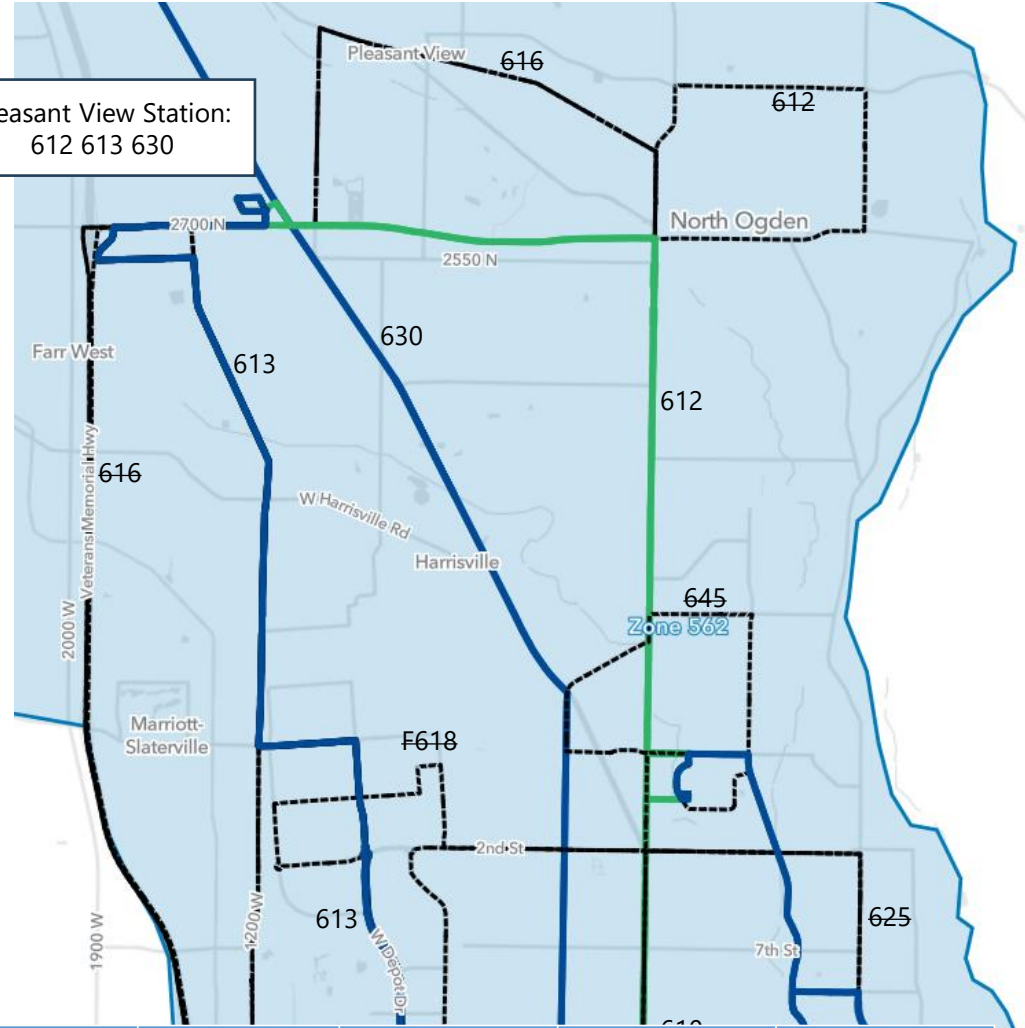 Pleasant View
616
612
easant View Station:
612 613 630
2700 N
North Ogden
2550 N
630
Farr West
613
612
616
Veterans Memorial Hwy
W Harrisville Rd
Harrisville
645
2000 W
Zone 562
Marriott-
Slaterville
F618
2nd St
613
1200 W
625
1900 W
W Depot Dr
7th St